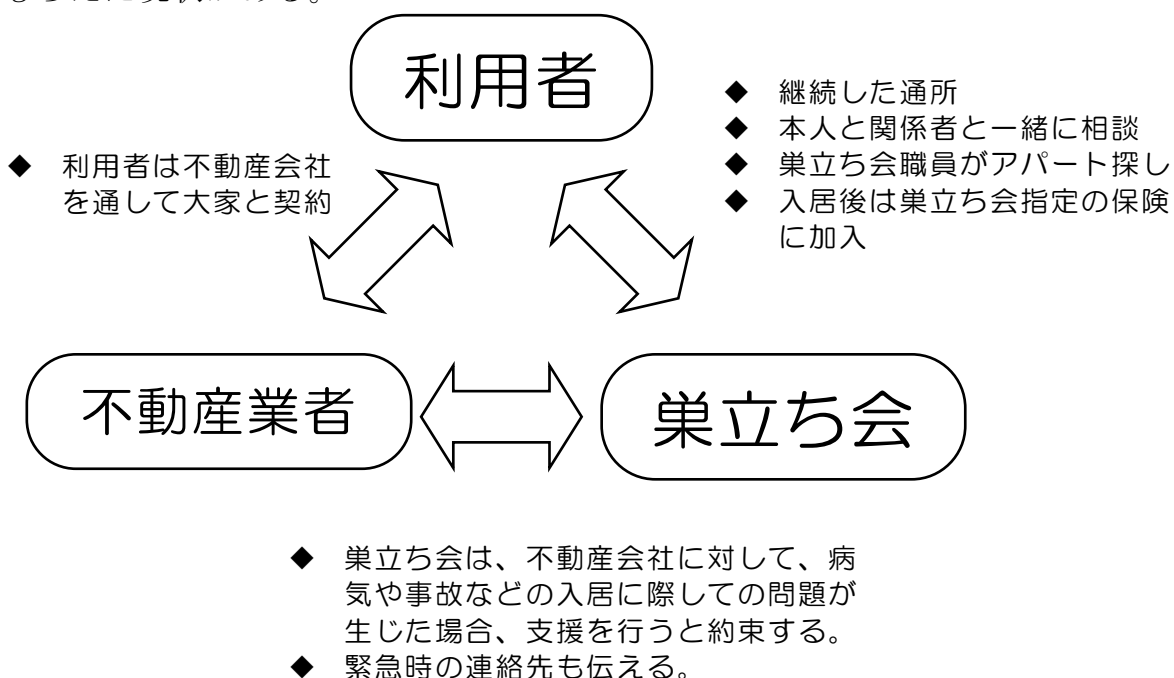 利用者
◆ 継続した通所
◆ 本人と関係者と一緒に相談
◆ 巣立ち会職員がアパート探し
◆ 入居後は巣立ち会指定の保険
に加入
◆ 利用者は不動産会社
を通して大家と契約
不動産業者
巣立ち会
◆ 巣立ち会は、不動産会社に対して、病
気や事故などの入居に際しての問題が
生じた場合、支援を行うと約束する。
◆ 緊急時の連絡先も伝える。